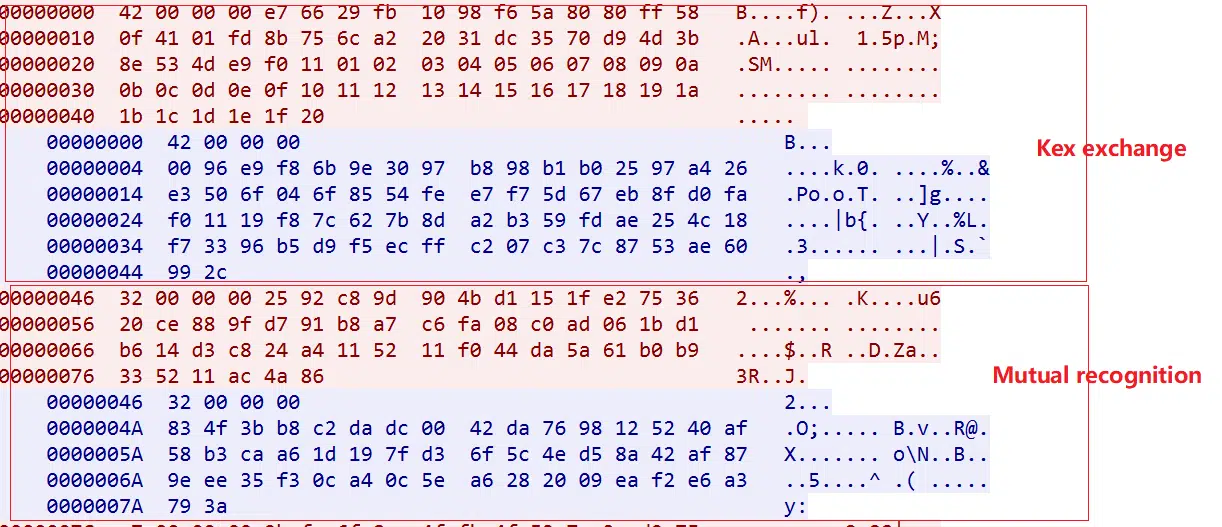 00000000 42 00 00 00 e7 66 29 fb 10 98 f6 5a 80 80 ff 58 B....f). ...Z...X
00000010 0f 41 01 fd 8b 75 6c a2 20 31 dc 35 70 d9 4d 3b .A...ul. 1.5p.M;
00000020 8e 53 4d e9 f0 11 01 02 03 04 05 06 07 08 09 0a .SM..... ........
00000030 0b 0c 0d 0e 0f 10 11 12 13 14 15 16 17 18 19 1a ........ ........
00000040 1b 1c 1d 1e 1f 20 .....
00000000 42 00 00 00 B...
Kex exchange
00000004 00 96 e9 f8 6b 9e 30 97 b8 98 b1 b0 25 97 a4 26 ....k.0. ....%..&
00000014 e3 50 6f 04 6f 85 54 fe e7 f7 5d 67 eb 8f d0 fa .Po.o.T. ..]g....
00000024 f0 11 19 f8 7c 62 7b 8d a2 b3 59 fd ae 25 4c 18 ....|b{. ..Y..%L.
00000034 f7 33 96 b5 d9 f5 ec ff c2 07 c3 7c 87 53 ae 60 .3...... ...|.S.`
00000044 99 2c .,
00000046 32 00 00 00 25 92 c8 9d 90 4b d1 15 1f e2 75 36 2...%... .K....u6
00000056 20 ce 88 9f d7 91 b8 a7 c6 fa 08 c0 ad 06 1b d1 ....... ........
00000066 b6 14 d3 c8 24 a4 11 52 11 f0 44 da 5a 61 b0 b9 ....$..R ..D.Za..
00000076 33 52 11 ac 4a 86 3R..J.
Mutual recognition
00000046 32 00 00 00 2...
0000004A 83 4f 3b b8 c2 da dc 00 42 da 76 98 12 52 40 af .O;..... B.v..R@.
0000005A 58 b3 ca a6 1d 19 7f d3 6f 5c 4e d5 8a 42 af 87 X....... o\N..B..
0000006A 9e ee 35 f3 0c a4 0c 5e a6 28 20 09 ea f2 e6 a3 ..5....^ .( .....
0000007A 79 3a y: